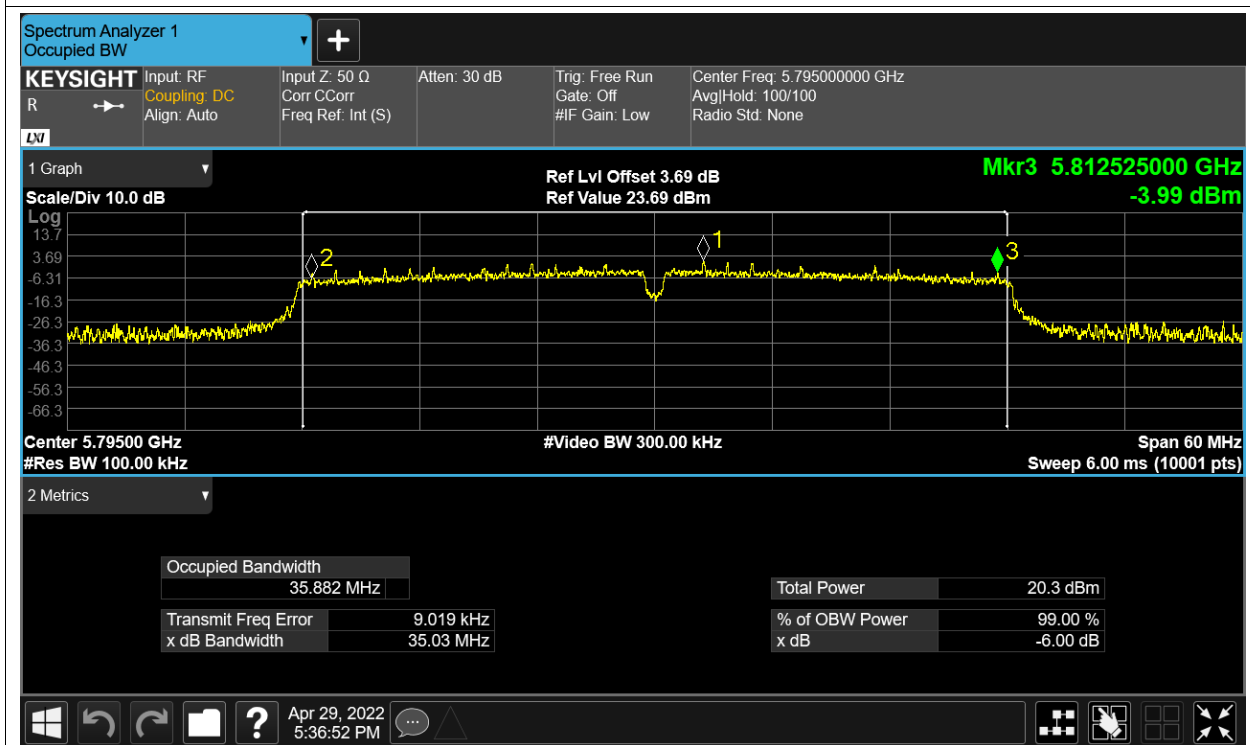 Spectrum Analyzer 1
Occupied BW
KEYSIGHT
R
LXI
Input: RF
Coupling: DC
Align: Auto
Input Z: 50 Ω
Corr CCorr
Freq Ref: Int (S)
Atten: 30 dB
Trig: Free Run
Gate: Off
#IF Gain: Low
Center Freq: 5.795000000 GHz
Avg|Hold: 100/100
Radio Std: None
1 Graph
Scale/Div 10.0 dB
Ref Lvl Offset 3.69 dB
Ref Value 23.69 dBm
Mkr3 5.812525000 GHz
-3.99 dBm
Log
13.7
3.69
-6.31
-16.3
-26.3
-36.3
-46.3
-56.3
-66.3
2
1
3
Center 5.79500 GHz
#Res BW 100.00 kHz
#Video BW 300.00 kHz
Span 60 MHz
Sweep 6.00 ms (10001 pts)
2 Metrics
Occupied Bandwidth
35.882 MHz
Transmit Freq Error 9.019 kHz
x dB Bandwidth 35.03 MHz
Total Power 20.3 dBm
% of OBW Power 99.00 %
x dB -6.00 dB
?
Apr 29, 2022
5:36:52 PM